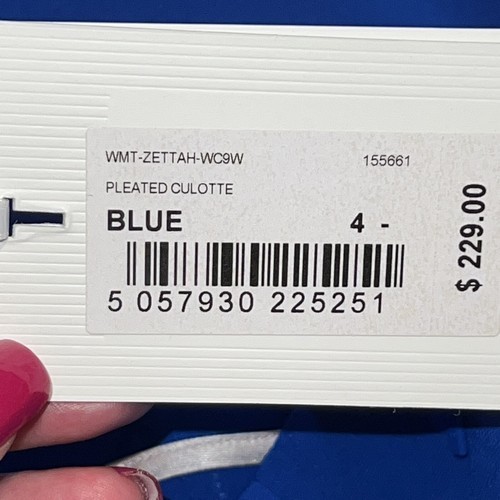 WMT-ZETTAH-WC9W 155661
PLEATED CULOTTE
BLUE 4 -
5 057930 225251
$ 229.00